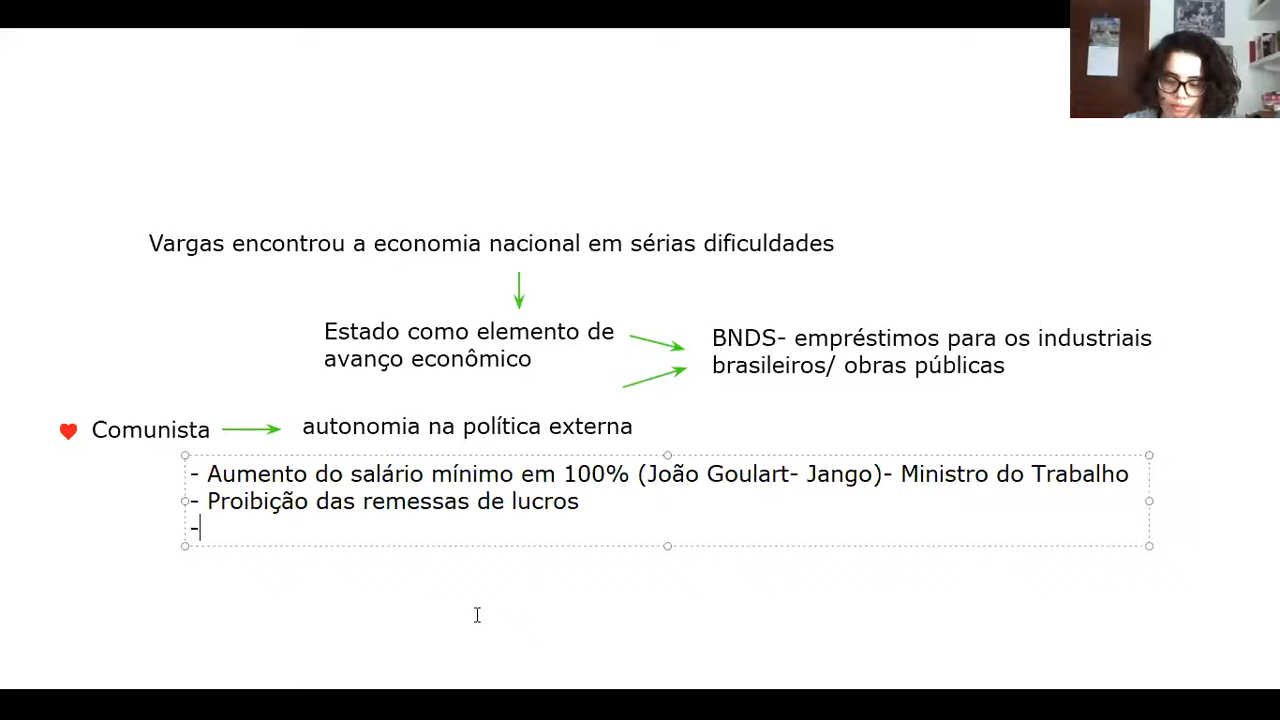 Vargas encontrou a economia nacional em sérias dificuldades
Estado como elemento de
avanço econômico
BNDS- empréstimos para os industriais
brasileiros/ obras públicas
Comunista
autonomia na política externa
- Aumento do salário mínimo em 100% (João Goulart- Jango)- Ministro do Trabalho
- Proibição das remessas de lucros
-